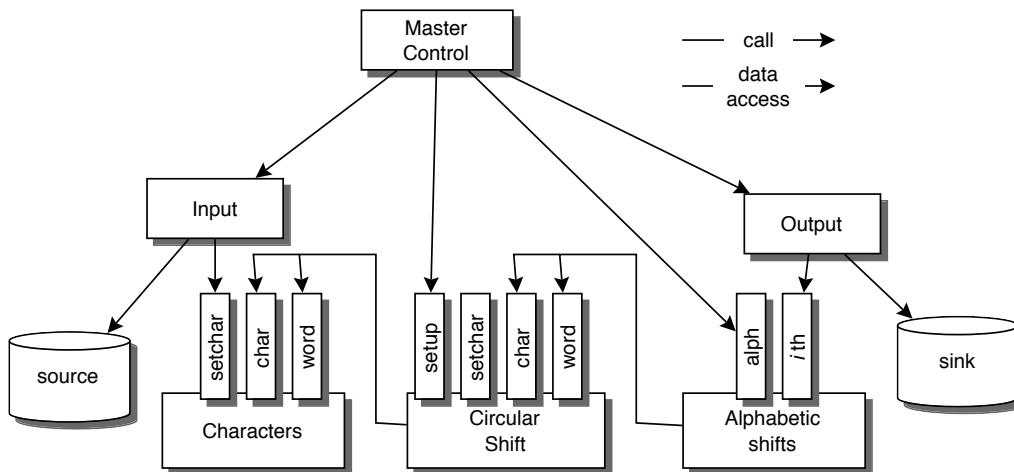 Master
Control
call
data
access
Input
Output
setchar
char
word
setup
setchar
char
word
alph
ith
source
sink
Characters
Circular
Shift
Alphabetic
shifts